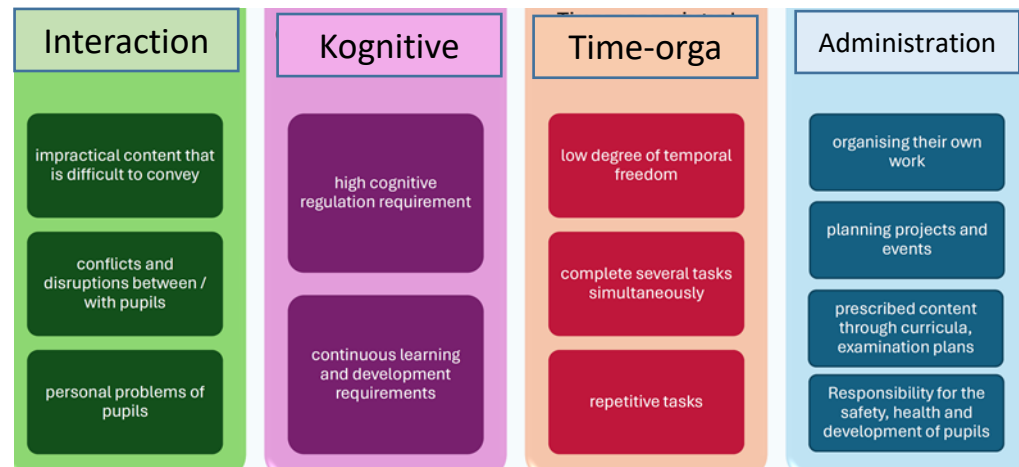 Interaction
impractical content that
is difficult to convey
conflicts and
disruptions between /
with pupils
personal problems of
pupils
Kognitive
high cognitive
regulation requirement
continuous learning
and development
requirements
Time-orga
low degree of temporal
freedom
complete several tasks
simultaneously
repetitive tasks
Administration
organising their own
work
planning projects and
events
prescribed content
through curricula,
examination plans
Responsibility for the
safety, health and
development of pupils